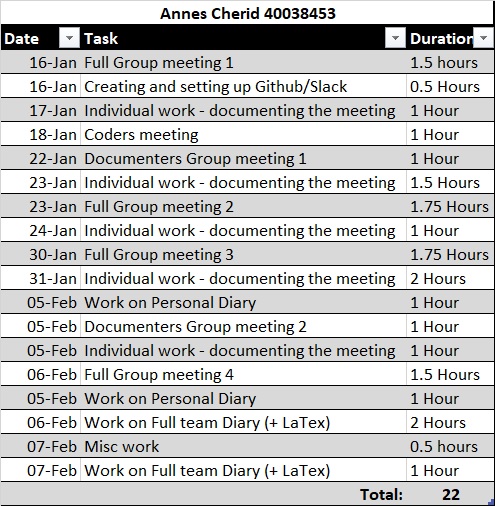 Annes Cherid 40038453
Date Task Duration
16-Jan Full Group meeting 1 1.5 hours
16-Jan Creating and setting up Github/Slack 0.5 Hours
17-Jan Individual work - documenting the meeting 1 Hour
18-Jan Coders meeting 1 Hour
22-Jan Documenters Group meeting 1 1 Hour
23-Jan Individual work - documenting the meeting 1.5 Hours
23-Jan Full Group meeting 2 1.75 Hours
24-Jan Individual work - documenting the meeting 1 Hour
30-Jan Full Group meeting 3 1.75 Hours
31-Jan Individual work - documenting the meeting 2 Hours
05-Feb Work on Personal Diary 1 Hour
05-Feb Documenters Group meeting 2 1 Hour
05-Feb Individual work - documenting the meeting 1 Hour
06-Feb Full Group meeting 4 1.5 Hours
05-Feb Work on Personal Diary 1 Hour
06-Feb Work on Full team Diary (+ LaTex) 2 Hours
07-Feb Misc work 0.5 hours
07-Feb Work on Full team Diary (+ LaTex) 1 Hour
Total: 22